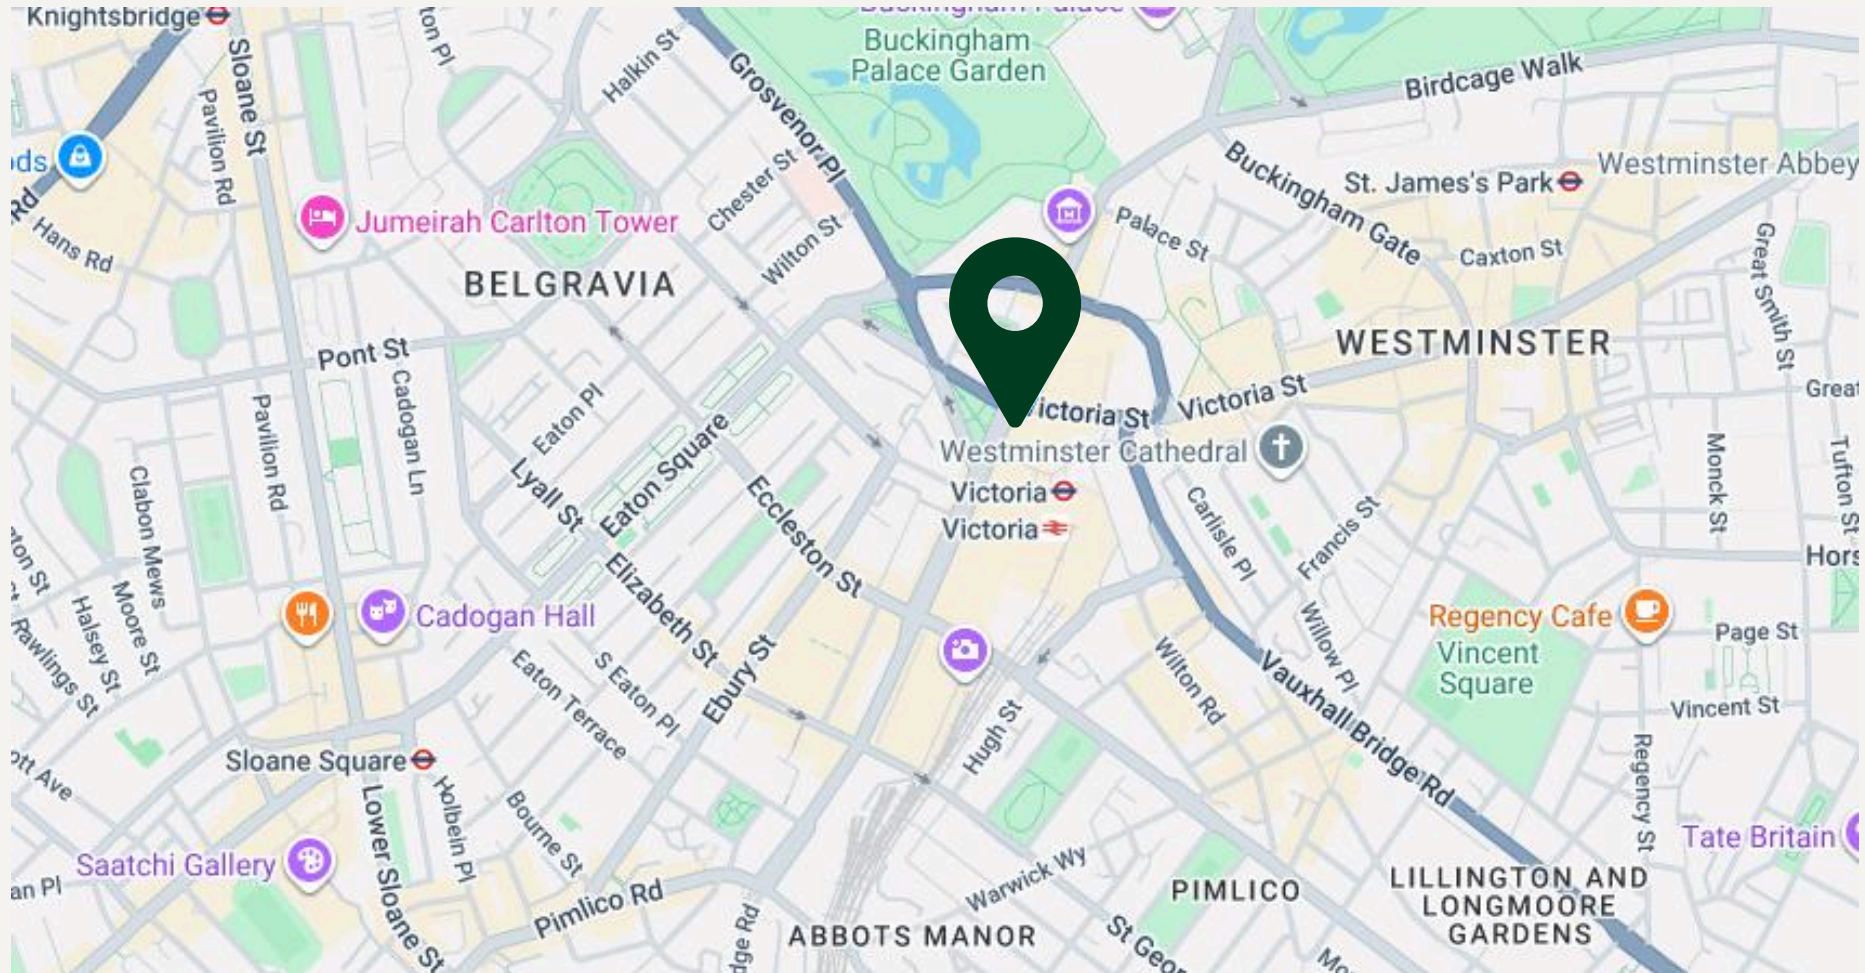 Knightsbridge
Sloane St
Pavilion Rd
Halkin St
Grosvenor Pl
Buckingham Palace
Buckingham
Palace Garden
Birdcage Walk
Buckingham Gate
St. James's Park
Westminster Abbey
Hans Rd
Rd
Jumeirah Carlton Tower
Chester St
Wilton St
Palace St
Caxton St
Great Smith St
BELGRAVIA
WESTMINSTER
Pont St
Cadogan Ln
Pavilion Rd
Eaton Pl
Eaton Square
Lyall St
Victoria St
Victoria St
Great
Westminster Cathedral
Victoria
Victoria
Eccleston St
Carlisle Pl
Francis St
Monck St
Tufton St
Clabon Mews
Moore St
Halsey St
Rawlings St
Cadogan Hall
Elizabeth St
Ebury St
Willow Pl
Regency Cafe
Page St
Vincent
Square
Vincent St
Eaton Terrace
S Eaton Pl
Wilton Rd
Vauxhall Bridge Rd
Hugh St
Regency St
Sloane Square
Holbein Pl
Bourne St
Lower Sloane St
Saatchi Gallery
Tate Britain
Pimlico Rd
Warwick Wy
PIMLICO
LILLINGTON AND
LONGMOORE
GARDENS
ABBOTS MANOR